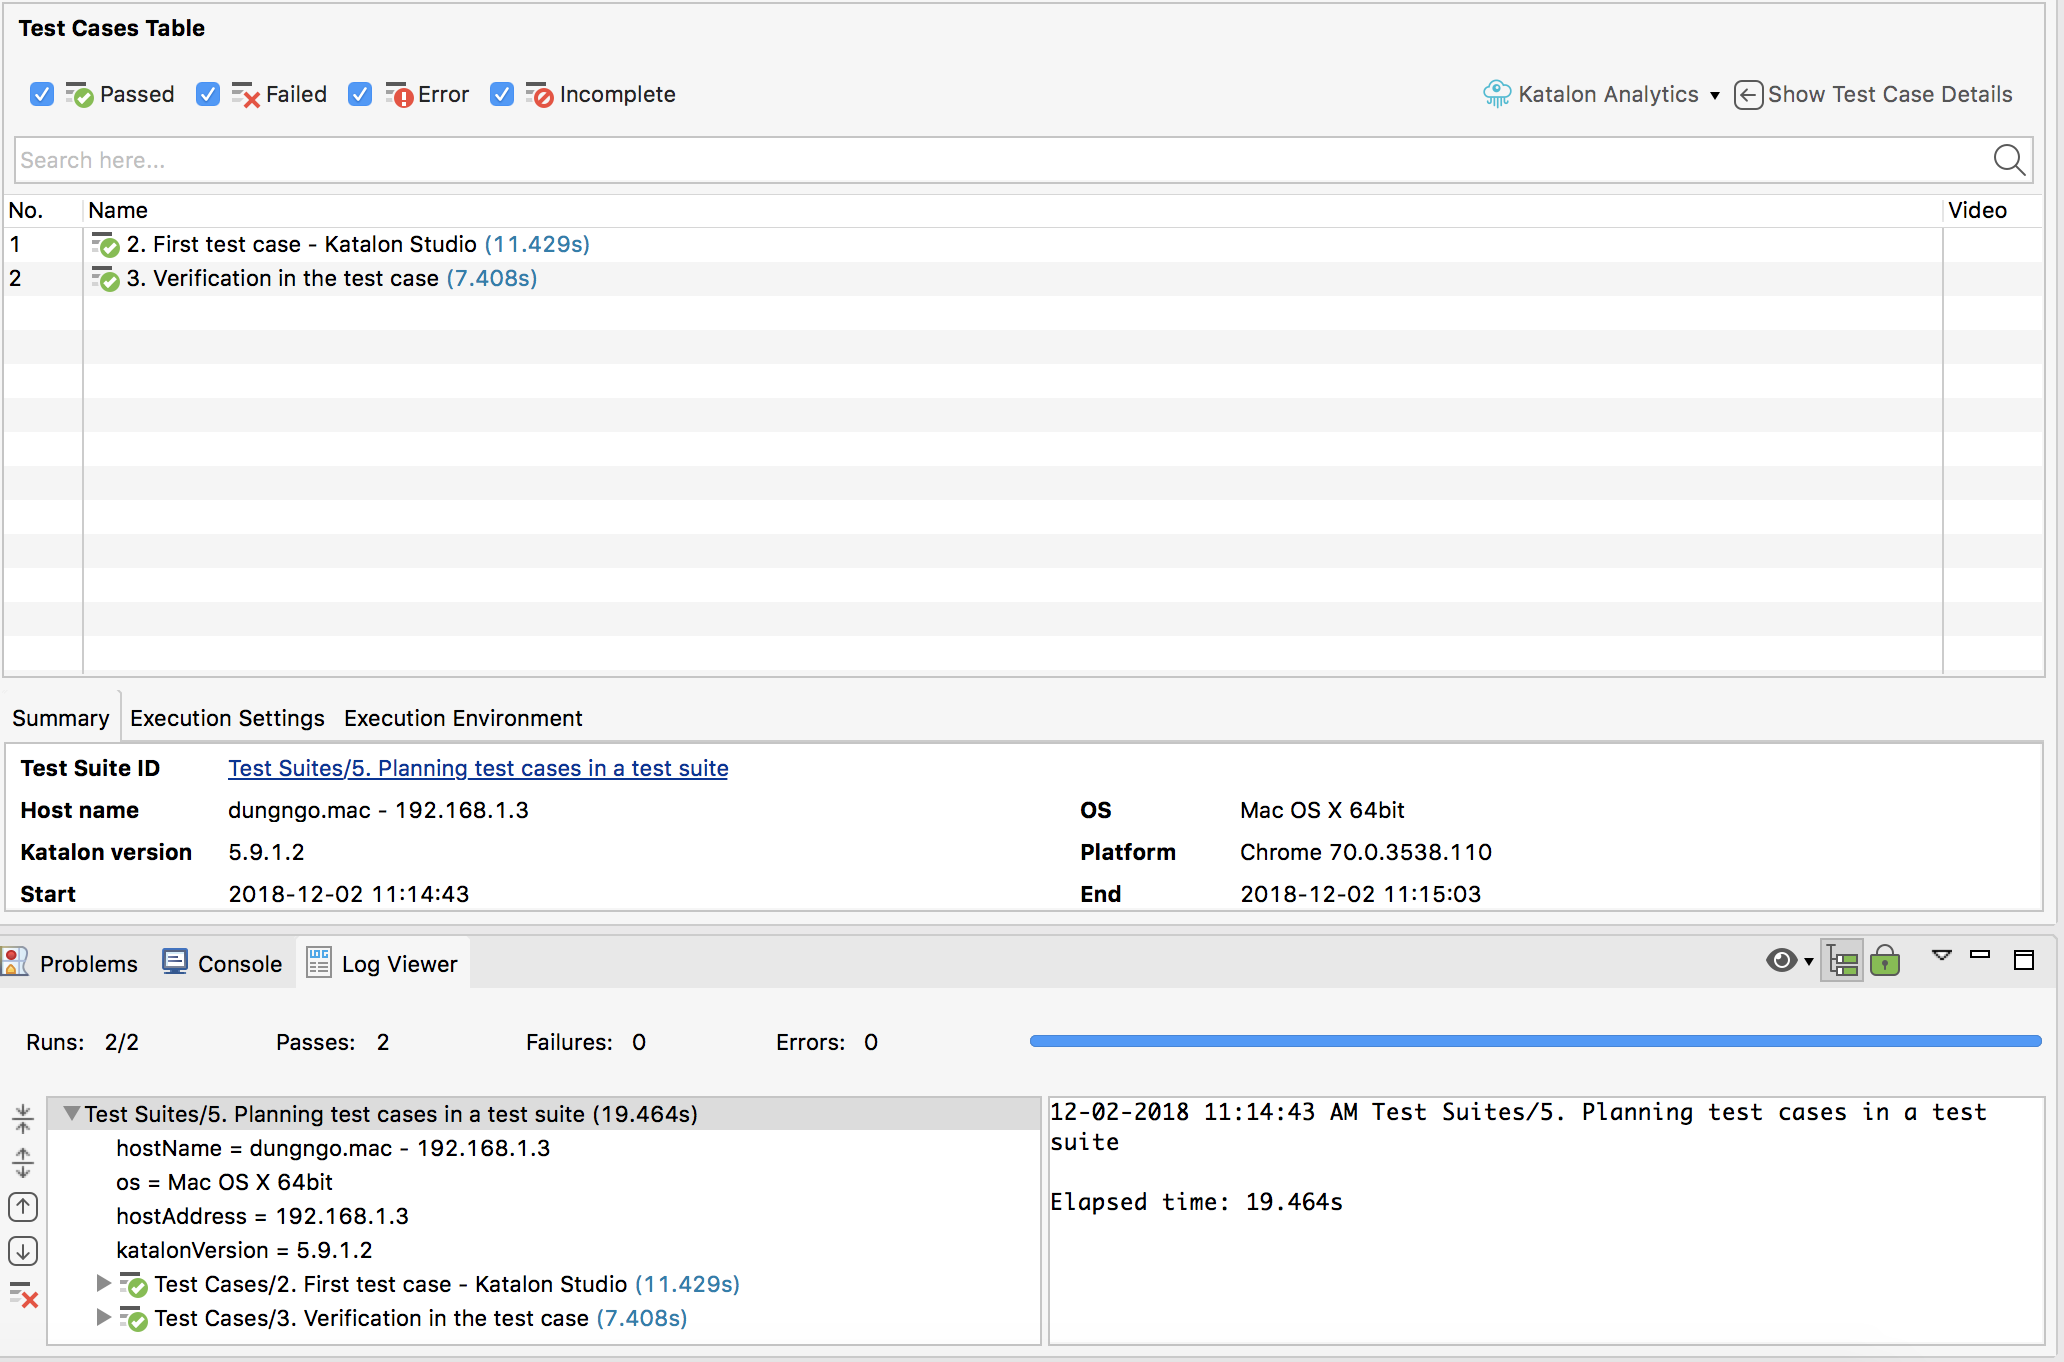 Test Cases Table
Passed Failed Error Incomplete Katalon Analytics Show Test Case Details
Search here...
No. Name Video
1 2. First test case - Katalon Studio (11.429s)
2 3. Verification in the test case (7.408s)
Summary Execution Settings Execution Environment
Test Suite ID Test Suites/5. Planning test cases in a test suite
Host name dungngo.mac - 192.168.1.3 OS Mac OS X 64bit
Katalon version 5.9.1.2 Platform Chrome 70.0.3538.110
Start 2018-12-02 11:14:43 End 2018-12-02 11:15:03
Problems Console Log Viewer
Runs: 2/2 Passes: 2 Failures: 0 Errors: 0
Test Suites/5. Planning test cases in a test suite (19.464s)
hostName = dungngo.mac - 192.168.1.3
os = Mac OS X 64bit
hostAddress = 192.168.1.3
katalonVersion = 5.9.1.2
Test Cases/2. First test case - Katalon Studio (11.429s)
Test Cases/3. Verification in the test case (7.408s)
12-02-2018 11:14:43 AM Test Suites/5. Planning test cases in a test
suite
Elapsed time: 19.464s